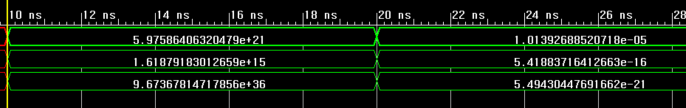 10 ns 12 ns 14 ns 16 ns 18 ns 20 ns 22 ns 24 ns 26 ns 28
5.97586406320479e+21 1.01392688520718e-05
1.61879183012659e+15 5.41883716412663e-16
9.67367814717856e+36 5.49430447691662e-21